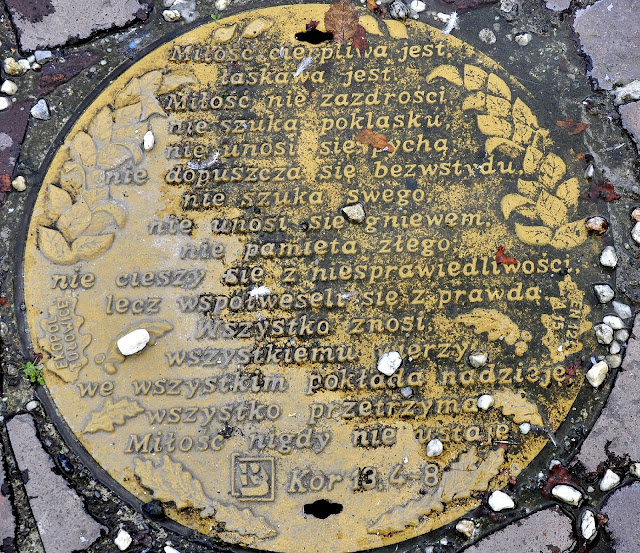 Miłość cierpliwa jest,
łaskawa jest.
Miłość nie zazdrości,
nie szuka poklasku,
nie unosi się pychą,
nie dopuszcza się bezwstydu,
nie szuka swego,
nie unosi się gniewem,
nie pamięta złego;
nie cieszy się z niesprawiedliwości,
lecz współweseli się z prawdą.
Wszystko znosi,
wszystkiemu wierzy,
we wszystkim pokłada nadzieję,
wszystko przetrzyma.
Miłość nigdy nie ustaje.
Kor 13.4-8
EKOPOL